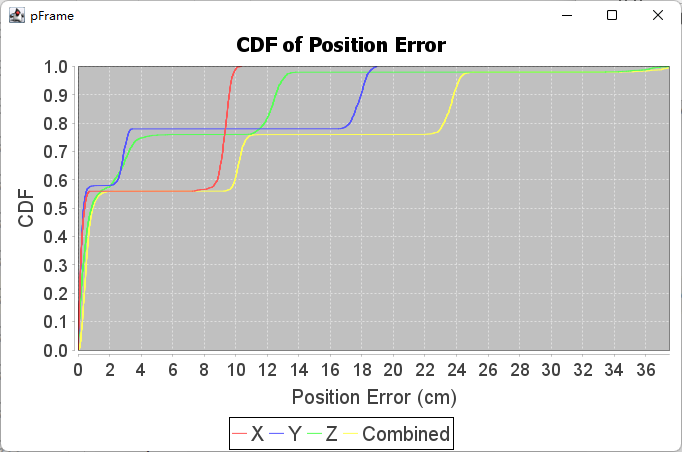 pFrame
CDF of Position Error
CDF
1.0
0.9
0.8
0.7
0.6
0.5
0.4
0.3
0.2
0.1
0.0
0 2 4 6 8 10 12 14 16 18 20 22 24 26 28 30 32 34 36
Position Error (cm)
X Y Z Combined